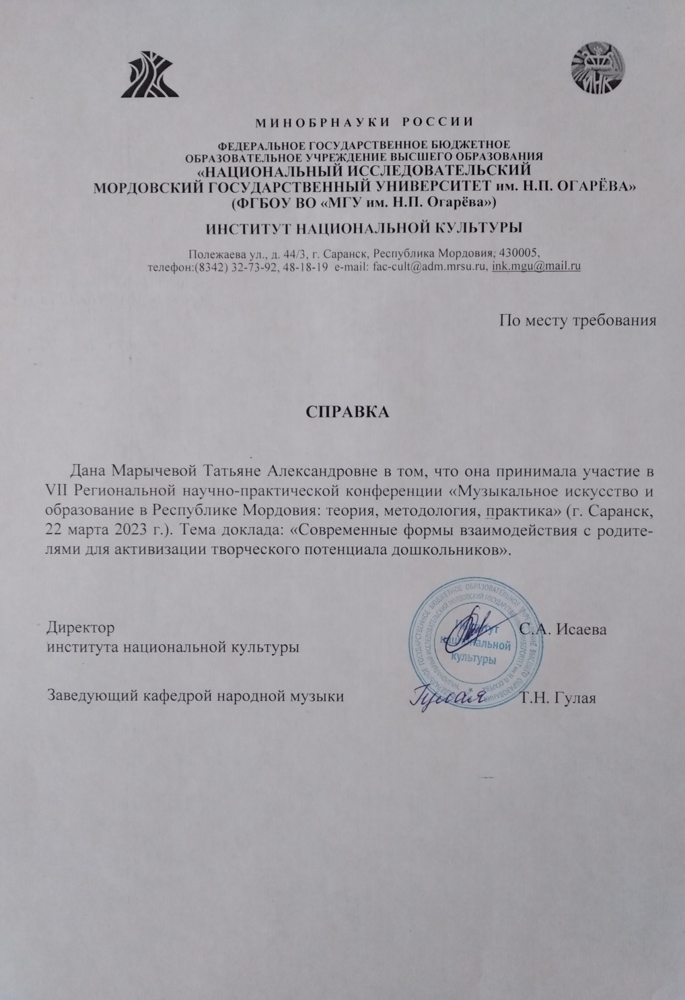 ИНК
МИНОБРНАУКИ РОССИИ
ФЕДЕРАЛЬНОЕ ГОСУДАРСТВЕННОЕ БЮДЖЕТНОЕ
ОБРАЗОВАТЕЛЬНОЕ УЧРЕЖДЕНИЕ ВЫСШЕГО ОБРАЗОВАНИЯ
«НАЦИОНАЛЬНЫЙ ИССЛЕДОВАТЕЛЬСКИЙ
МОРДОВСКИЙ ГОСУДАРСТВЕННЫЙ УНИВЕРСИТЕТ им. Н.П. ОГАРЁВА»
(ФГБОУ ВО «МГУ им. Н.П. Огарёва»)
ИНСТИТУТ НАЦИОНАЛЬНОЙ КУЛЬТУРЫ
Полежаева ул., д. 44/3, г. Саранск, Республика Мордовия, 430005,
телефон:(8342) 32-73-92, 48-18-19 e-mail: fac-cult@adm.mrsu.ru, ink.mgu@mail.ru
По месту требования
СПРАВКА
Дана Марычевой Татьяне Александровне в том, что она принимала участие в
VII Региональной научно-практической конференции «Музыкальное искусство и
образование в Республике Мордовия: теория, методология, практика» (г. Саранск,
22 марта 2023 г.). Тема доклада: «Современные формы взаимодействия с родите-
лями для активизации творческого потенциала дошкольников».
Директор
института национальной культуры
С.А. Исаева
Институт
национальной
культуры
Заведующий кафедрой народной музыки
Гулая
Т.Н. Гулая